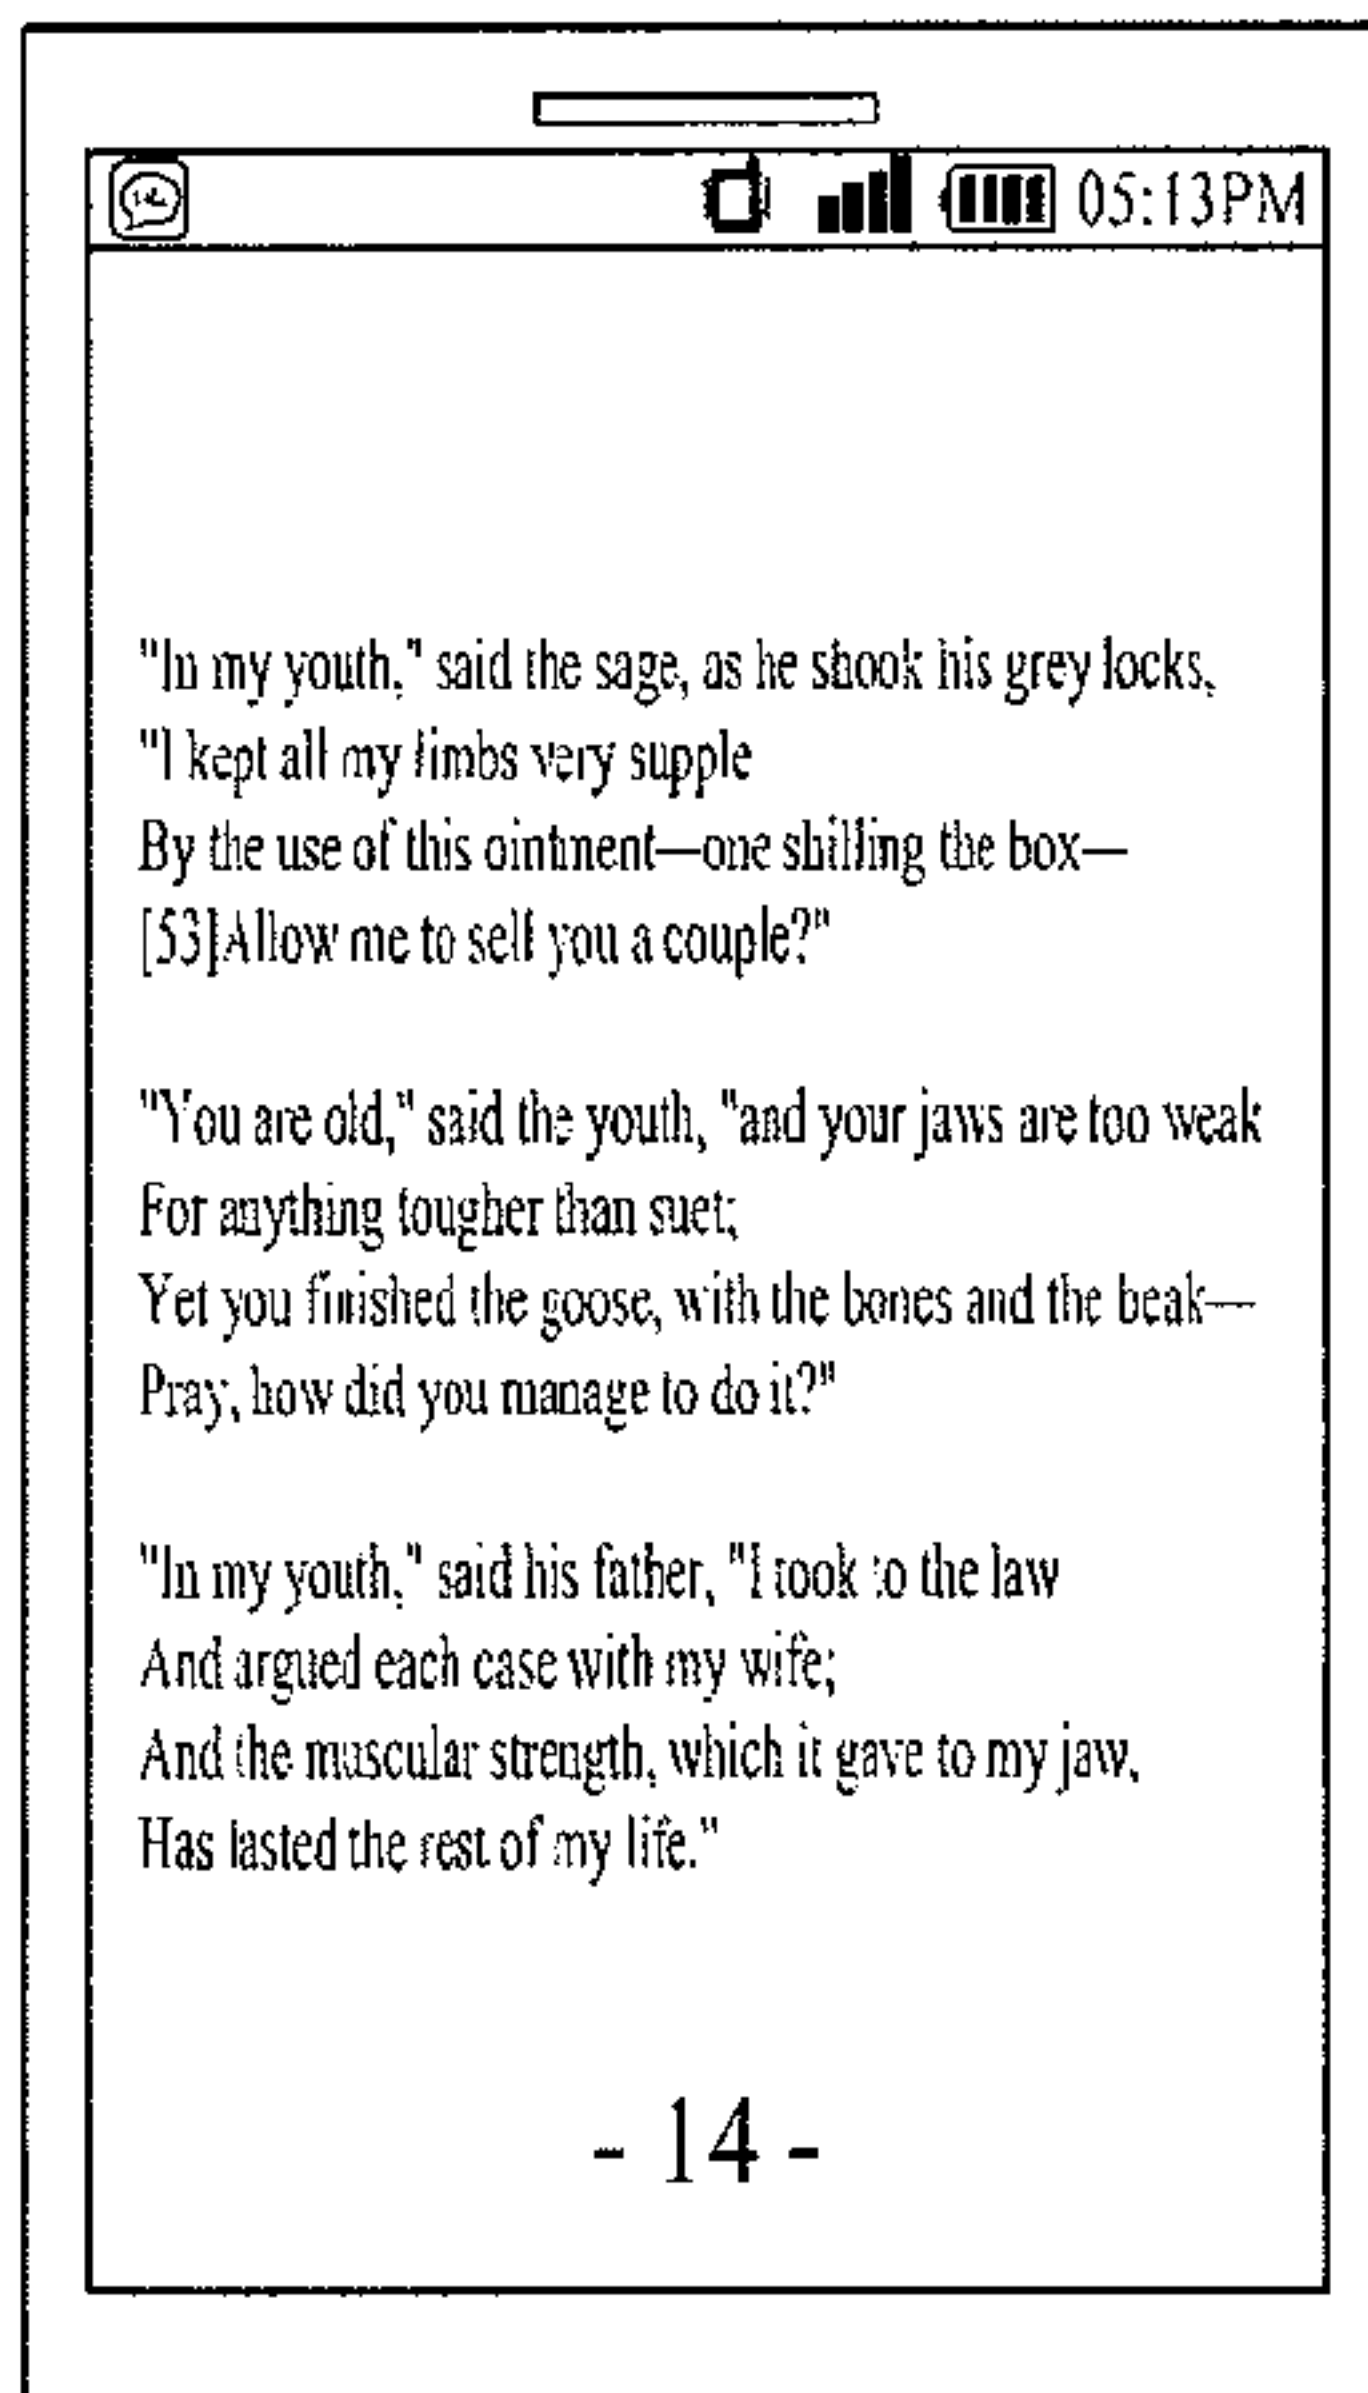 05:13PM
"In my youth," said the sage, as he shook his grey locks,
"I kept all my limbs very supple
By the use of this ointment—one shilling the box—
[53]Allow me to sell you a couple?"
"You are old," said the youth, "and your jaws are too weak
For anything tougher than suet;
Yet you finished the goose, with the bones and the beak—
Pray, how did you manage to do it?"
"In my youth," said his father, "I took to the law
And argued each case with my wife;
And the muscular strength, which it gave to my jaw,
Has lasted the rest of my life."
- 14 -